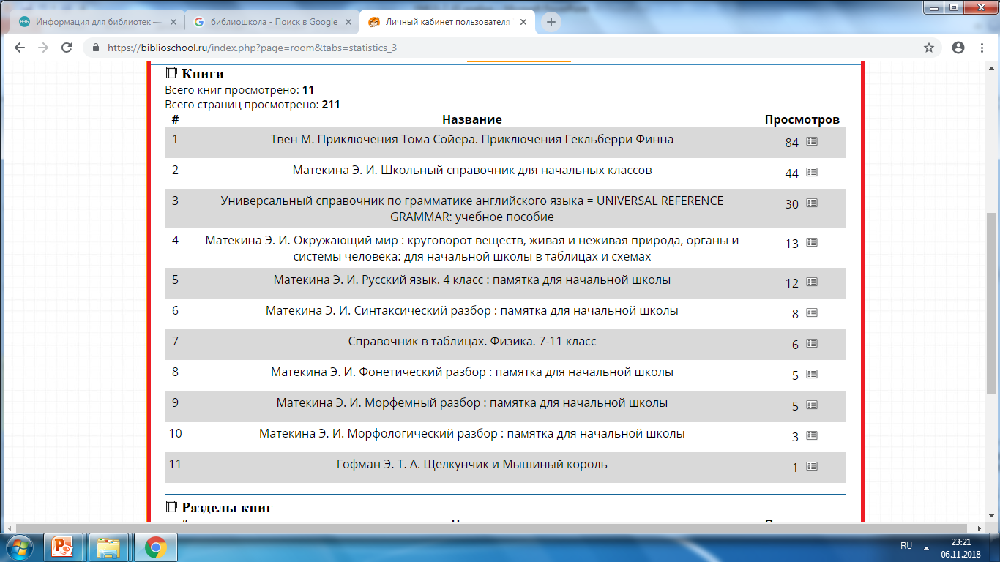 Информация для библиотек —
библиошкола - Поиск в Google
Личный кабинет пользователя
https://biblioschool.ru/index.php?page=room&tabs=statistics_3
Книги
Всего книг просмотрено: 11
Всего страниц просмотрено: 211
# Название Просмотров
1 Твен М. Приключения Тома Сойера. Приключения Гекльберри Финна 84
2 Матекина Э. И. Школьный справочник для начальных классов 44
3 Универсальный справочник по грамматике английского языка = UNIVERSAL REFERENCE
GRAMMAR: учебное пособие 30
4 Матекина Э. И. Окружающий мир : круговорот веществ, живая и неживая природа, органы и
системы человека: для начальной школы в таблицах и схемах 13
5 Матекина Э. И. Русский язык. 4 класс : памятка для начальной школы 12
6 Матекина Э. И. Синтаксический разбор : памятка для начальной школы 8
7 Справочник в таблицах. Физика. 7-11 класс 6
8 Матекина Э. И. Фонетический разбор : памятка для начальной школы 5
9 Матекина Э. И. Морфемный разбор : памятка для начальной школы 5
10 Матекина Э. И. Морфологический разбор : памятка для начальной школы 3
11 Гофман Э. Т. А. Щелкунчик и Мышиный король 1
Разделы книг
# Название Просмотров
RU
23:21
06.11.2018